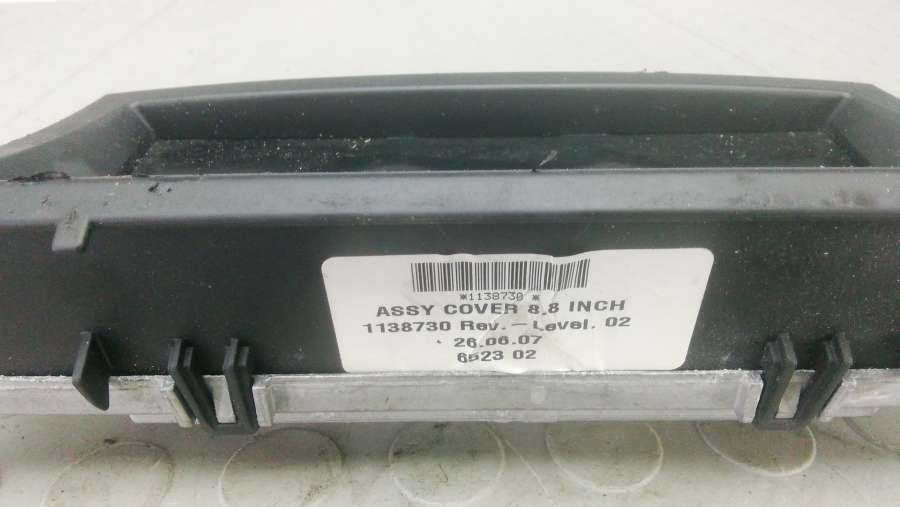 *1138730 *
ASSY COVER 8.8 INCH
1138730 Rev.- Level. 02
26.06.07
6523 02